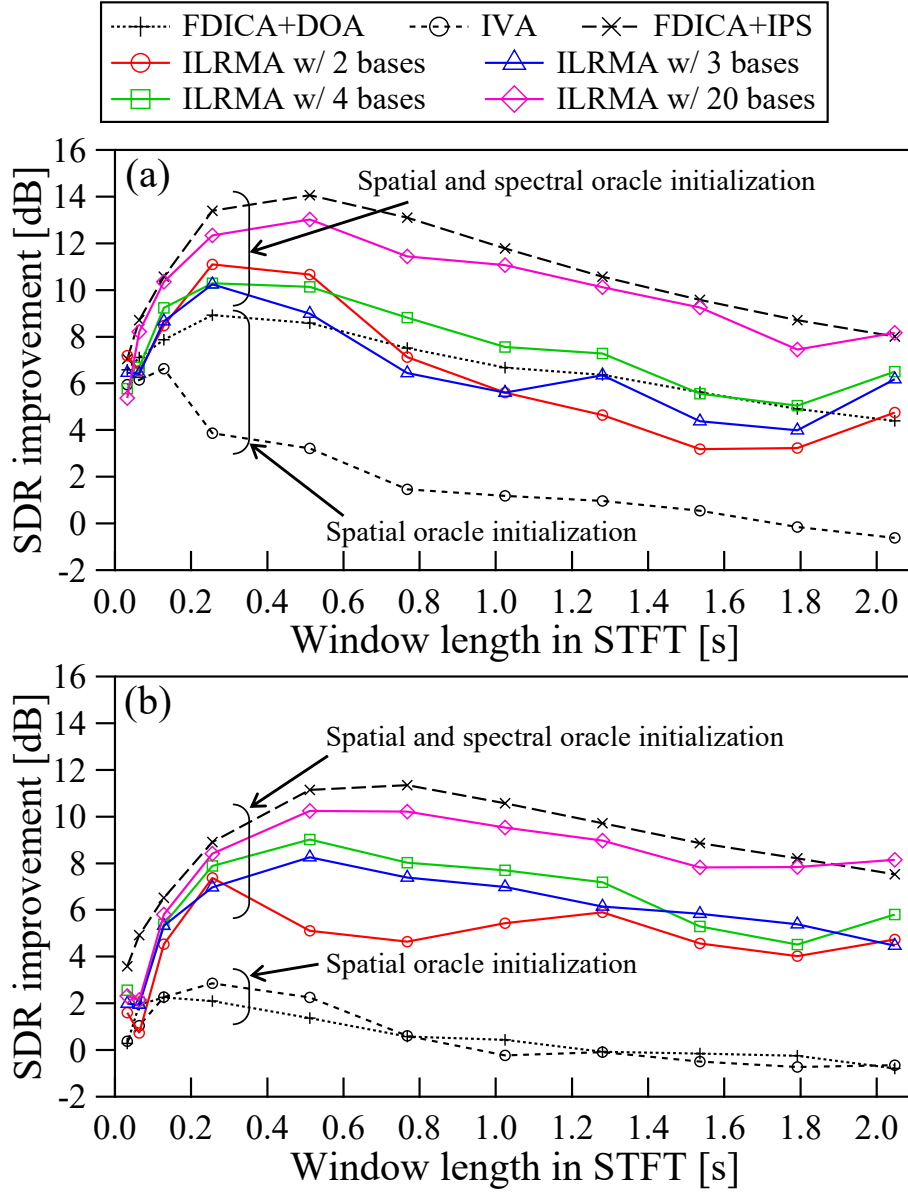 FDICA+DOA IVA FDICA+IPS
ILRMA w/ 2 bases ILRMA w/ 3 bases
ILRMA w/ 4 bases ILRMA w/ 20 bases
(a)
Spatial and spectral oracle initialization
Spatial oracle initialization
SDR improvement [dB]
16
14
12
10
8
6
4
2
0
-2
0.0 0.2 0.4 0.6 0.8 1.0 1.2 1.4 1.6 1.8 2.0
Window length in STFT [s]
(b)
Spatial and spectral oracle initialization
Spatial oracle initialization
SDR improvement [dB]
16
14
12
10
8
6
4
2
0
-2
0.0 0.2 0.4 0.6 0.8 1.0 1.2 1.4 1.6 1.8 2.0
Window length in STFT [s]